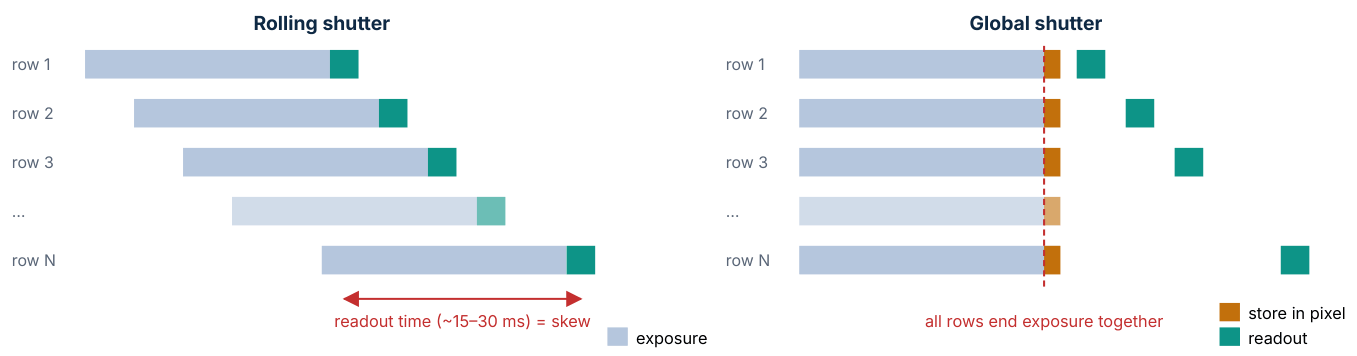 Rolling shutter
row 1
row 2
row 3
...
row N
readout time (~15–30 ms) = skew
exposure
Global shutter
row 1
row 2
row 3
...
row N
all rows end exposure together
store in pixel
readout